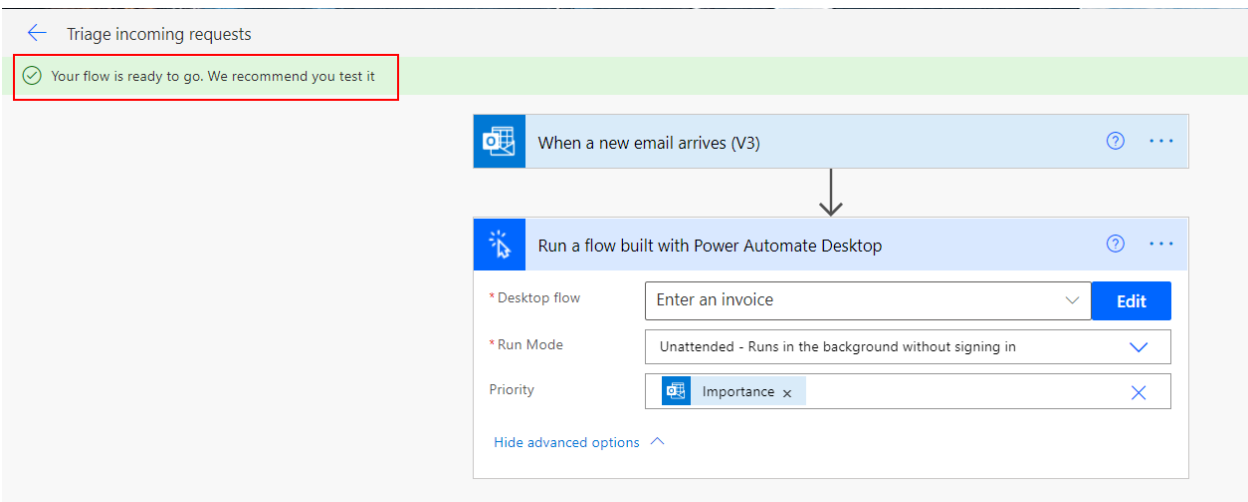 Triage incoming requests
Your flow is ready to go. We recommend you test it
When a new email arrives (V3)
Run a flow built with Power Automate Desktop
* Desktop flow Enter an invoice Edit
* Run Mode Unattended - Runs in the background without signing in
Priority Importance x
Hide advanced options